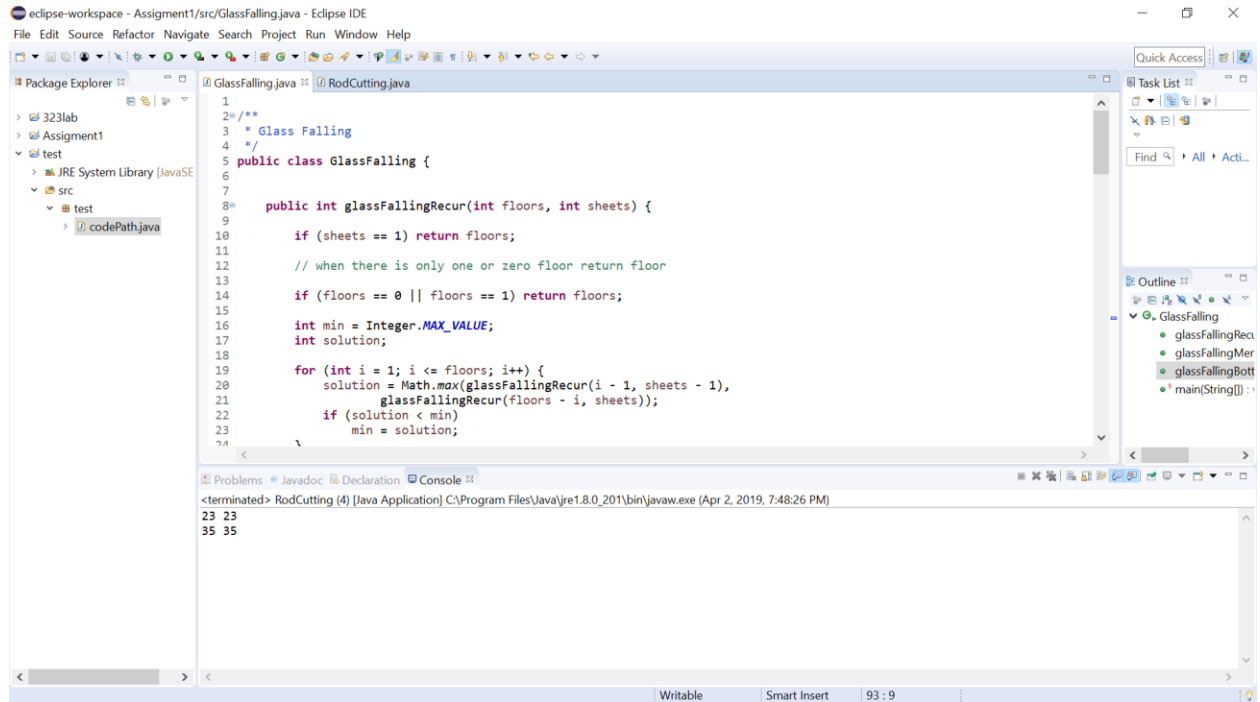 eclipse-workspace - Assigment1/src/GlassFalling.java - Eclipse IDE
File Edit Source Refactor Navigate Search Project Run Window Help
Quick Access
Package Explorer
323lab
Assigment1
test
JRE System Library [JavaSE
src
test
codePath.java
GlassFalling.java
RodCutting.java
1
2 /**
3 * Glass Falling
4 */
5 public class GlassFalling {
6
7
8 public int glassFallingRecur(int floors, int sheets) {
9
10 if (sheets == 1) return floors;
11
12 // when there is only one or zero floor return floor
13
14 if (floors == 0 || floors == 1) return floors;
15
16 int min = Integer.MAX_VALUE;
17 int solution;
18
19 for (int i = 1; i <= floors; i++) {
20 solution = Math.max(glassFallingRecur(i - 1, sheets - 1),
21 glassFallingRecur(floors - i, sheets));
22 if (solution < min)
23 min = solution;
24 }
Task List
Find
All
Acti...
Outline
GlassFalling
glassFallingRecu
glassFallingMer
glassFallingBott
main(String[]) :
Problems
Javadoc
Declaration
Console
<terminated> RodCutting (4) [Java Application] C:\Program Files\Java\jre1.8.0_201\bin\javaw.exe (Apr 2, 2019, 7:48:26 PM)
23 23
35 35
Writable
Smart Insert
93 : 9